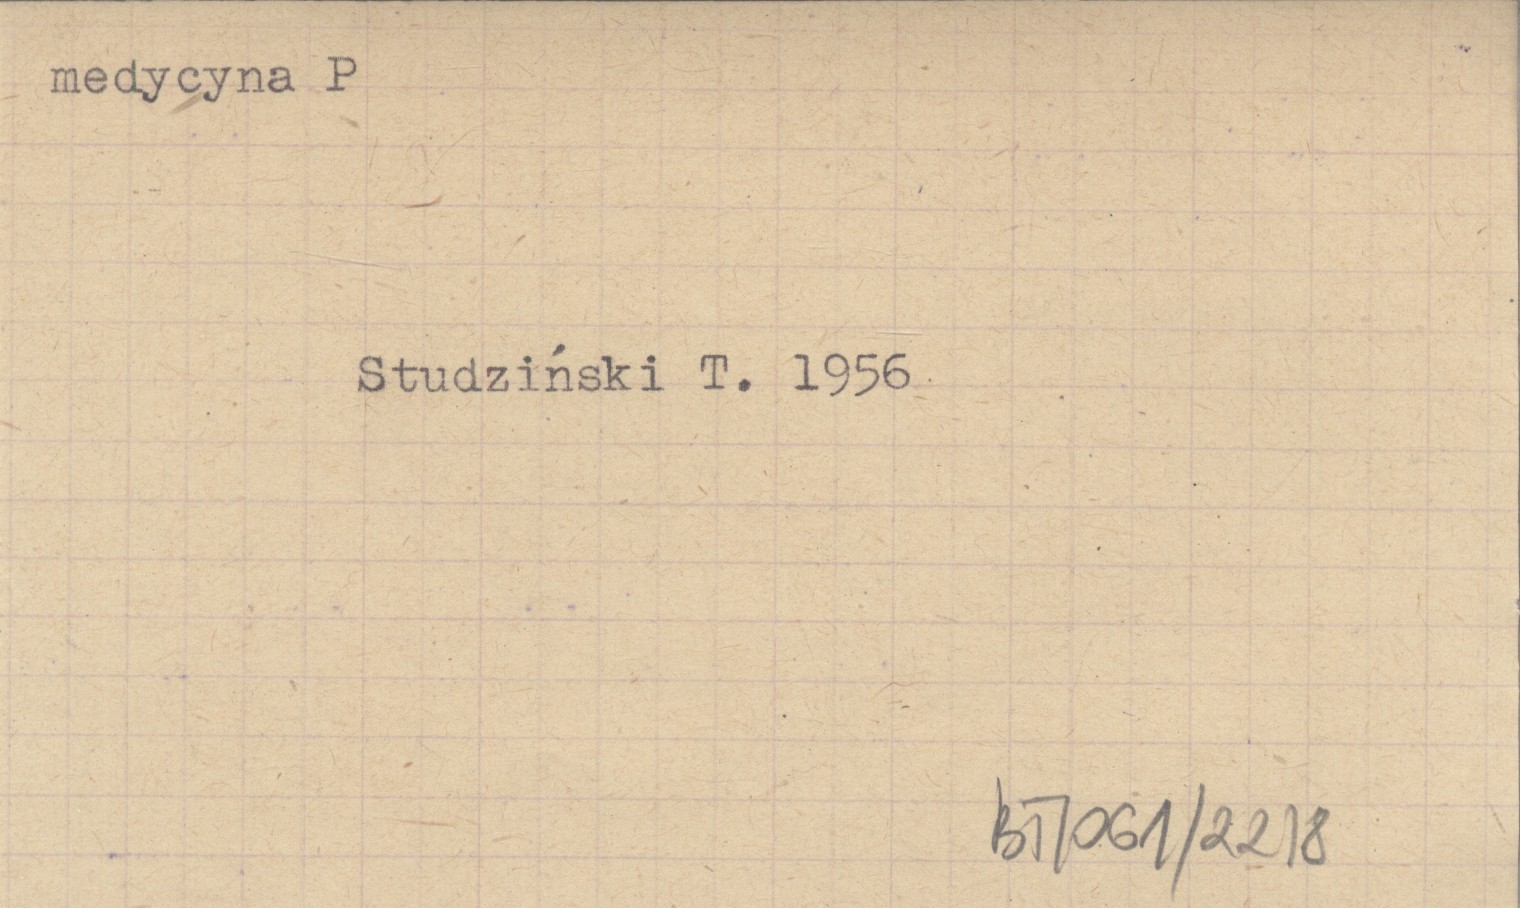 medycyna P
Studziński T. 1956
BT/061/2218